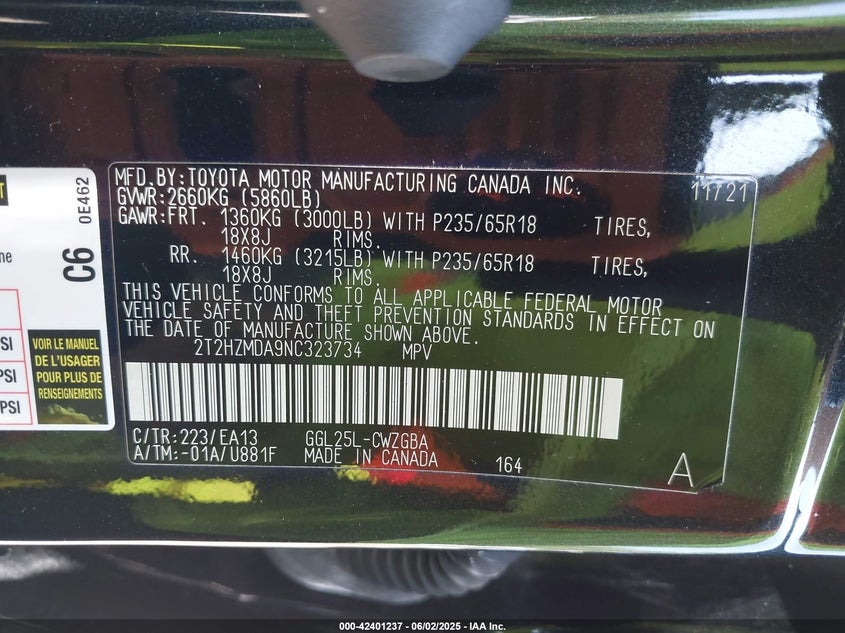 MFD.BY:TOYOTA MOTOR MANUFACTURING CANADA INC. 11/21
GVWR:2660KG (5860LB)
GAWR:FRT. 1360KG (3000LB) WITH P235/65R18 TIRES,
18X8J RIMS.
RR. 1460KG (3215LB) WITH P235/65R18 TIRES,
18X8J RIMS.
THIS VEHICLE CONFORMS TO ALL APPLICABLE FEDERAL MOTOR
VEHICLE SAFETY AND THEFT PREVENTION STANDARDS IN EFFECT ON
THE DATE OF MANUFACTURE SHOWN ABOVE.
2T2HZMDA9NC323734 MPV
C/TR:223/EA13 GGL25L-CWZGBA
A/TM:-01A/U881F MADE IN CANADA 164
A
0E462
C6
VOIR LE MANUEL
DE L'USAGER
POUR PLUS DE
RENSEIGNEMENTS
PSI
000-42401237 - 06/02/2025 - IAA Inc.